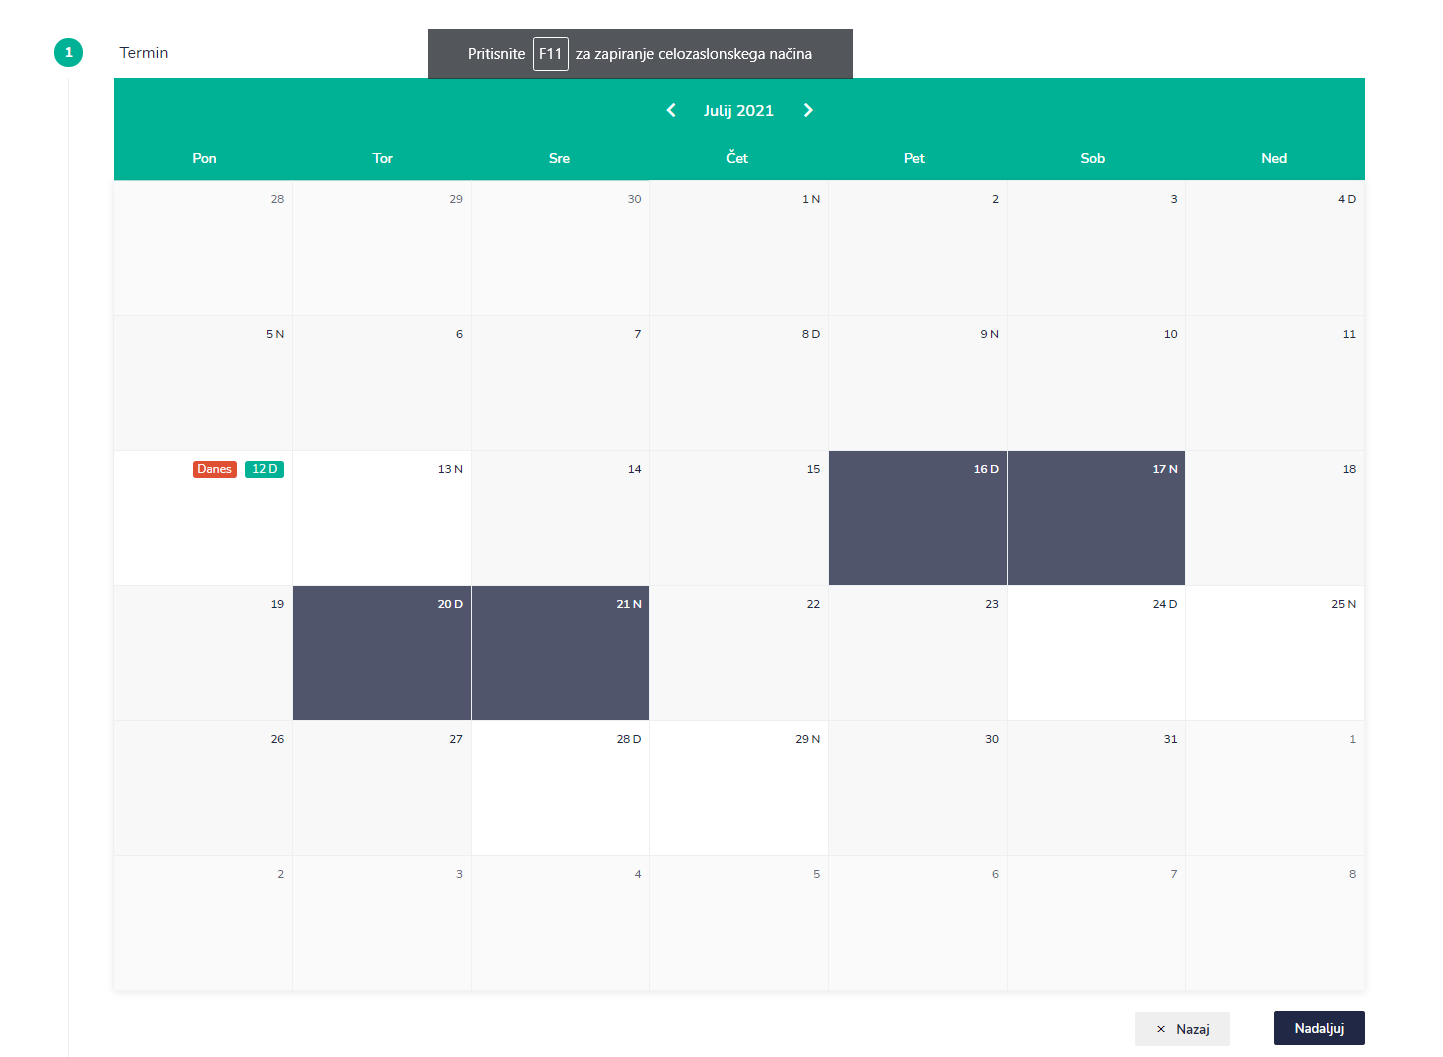 1 Termin
Pritisnite F11 za zapiranje celozaslonskega načina
Julij 2021
Pon Tor Sre Čet Pet Sob Ned
28 29 30 1 N 2 3 4 D
5 N 6 7 8 D 9 N 10 11
Danes 12 D 13 N 14 15 16 D 17 N 18
19 20 D 21 N 22 23 24 D 25 N
26 27 28 D 29 N 30 31 1
2 3 4 5 6 7 8
× Nazaj Nadaljuj